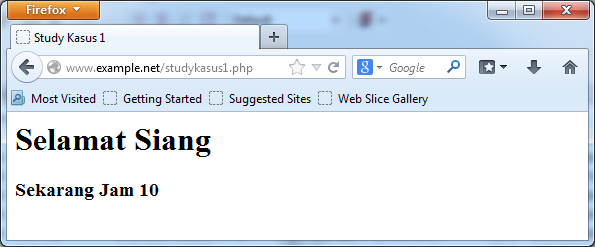 Firefox
Study Kasus 1
www.example.net/studykasus1.php
Google
Most Visited
Getting Started
Suggested Sites
Web Slice Gallery
Selamat Siang
Sekarang Jam 10